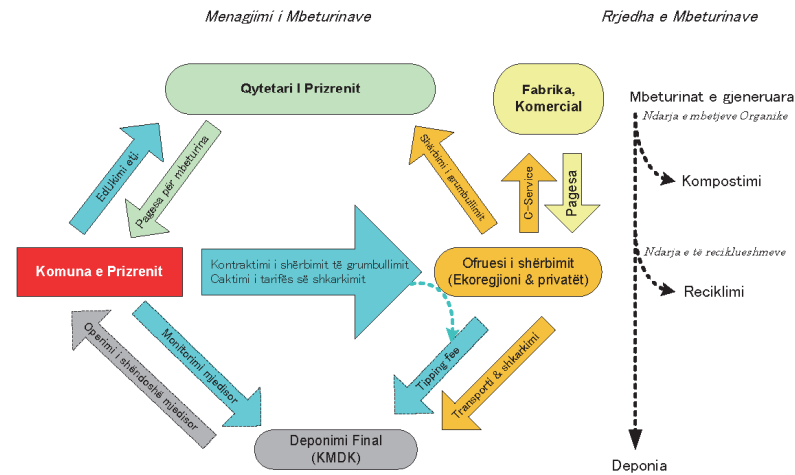 Menagjimi i Mbeturinave
Rrjedha e Mbeturinave
Qytetari I Prizrenit
Fabrika,
Komercial
Mbeturinat e gjeneruara
Ndarja e mbetjeve Organike
Kompostimi
EdUkimi etj.
Pagesa për mbeturina
Shërbimi i grumbullimit
C-Service
Pagesa
Komuna e Prizrenit
Kontraktimi i shërbimit të grumbullimit
Caktimi i tarifës së shkarkimit
Ofruesi i shërbimit
(Ekoregjioni & privatët)
Ndarja e të reciklueshmeve
Reciklimi
Operimi i shëndoshë mjedisor
Monitorimi mjedisor
Tipping fee
Transporti & shkarkimi
Deponimi Final
(KMDK)
Deponia